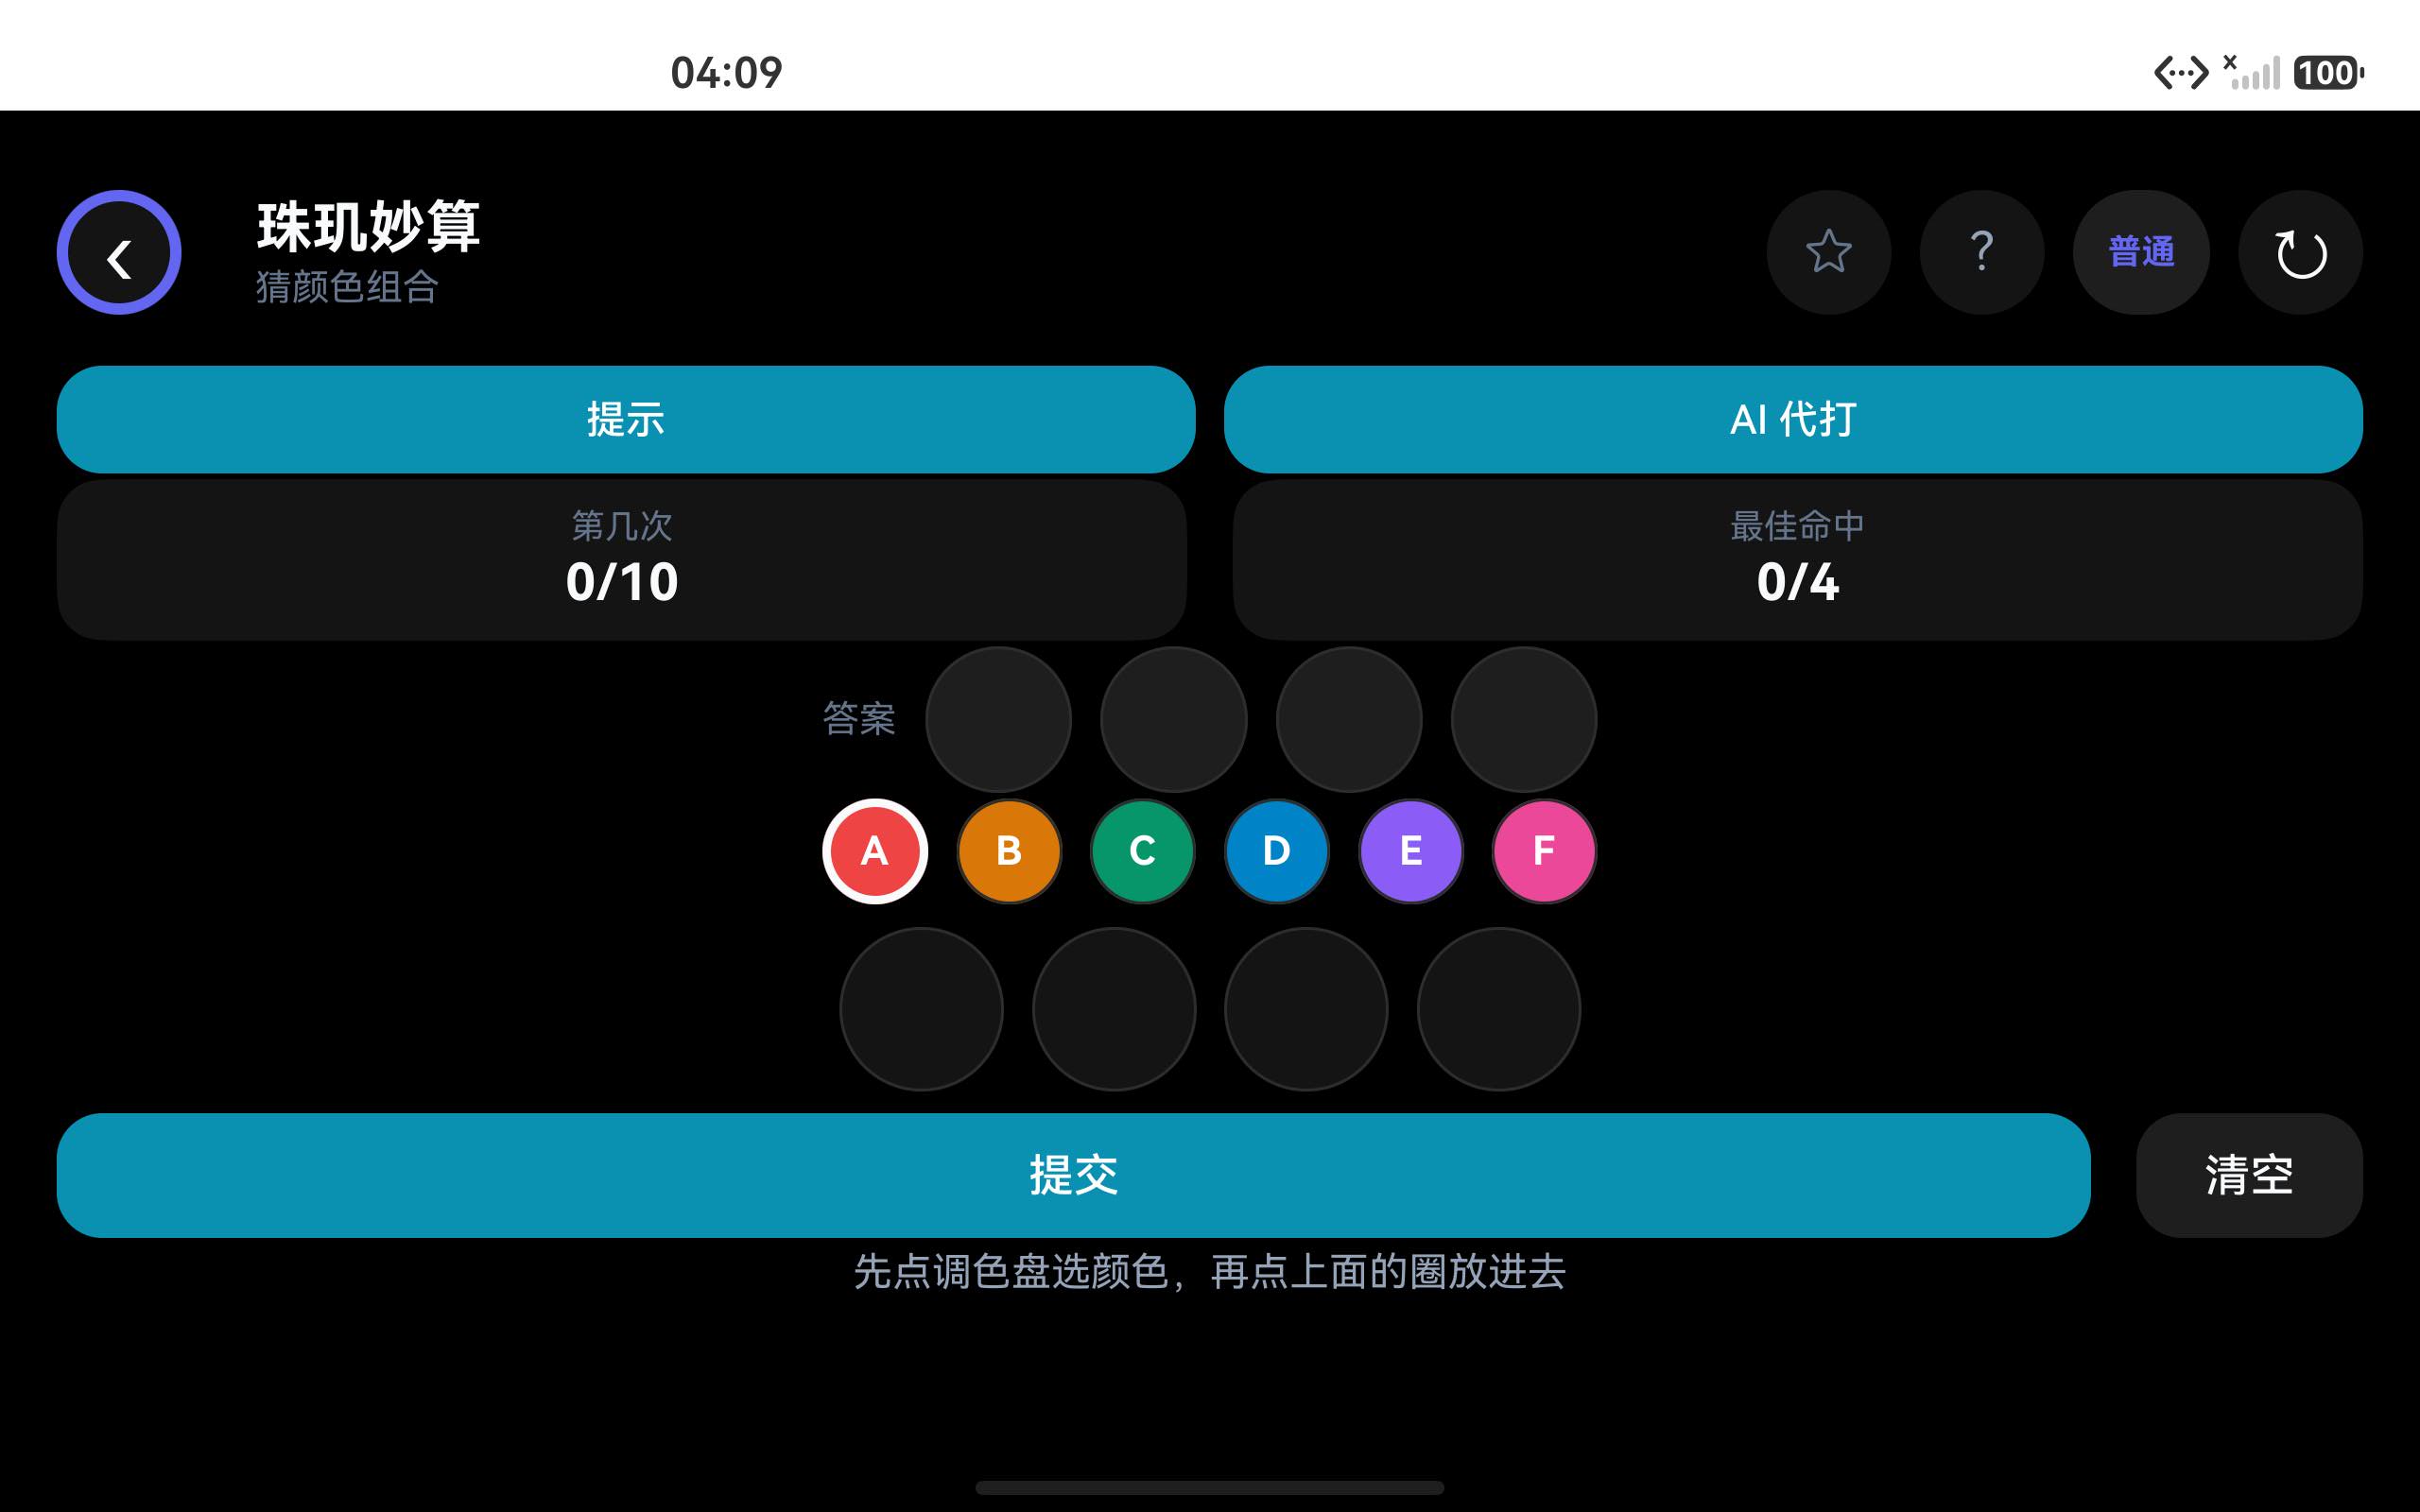 04:09
100
珠玑妙算
猜颜色组合
?
普通
提示
AI 代打
第几次
0/10
最佳命中
0/4
答案
A B C D E F
提交
清空
先点调色盘选颜色，再点上面的圈放进去